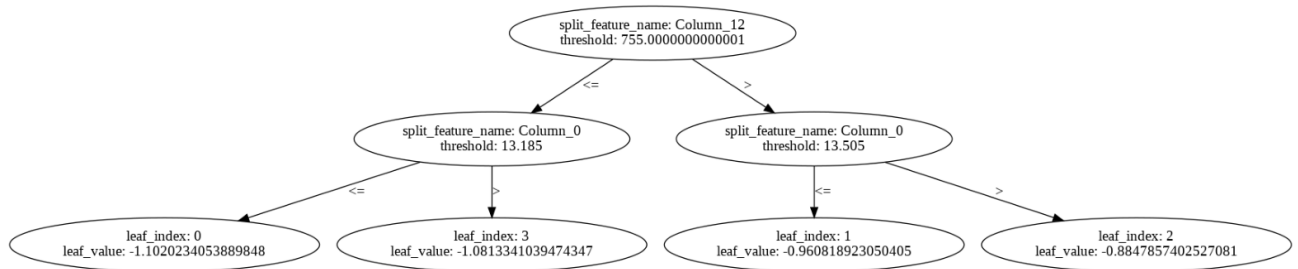 split_feature_name: Column_12
threshold: 755.0000000000001
<=
>
split_feature_name: Column_0
threshold: 13.185
split_feature_name: Column_0
threshold: 13.505
<=
>
<=
>
leaf_index: 0
leaf_value: -1.1020234053889848
leaf_index: 3
leaf_value: -1.0813341039474347
leaf_index: 1
leaf_value: -0.960818923050405
leaf_index: 2
leaf_value: -0.8847857402527081